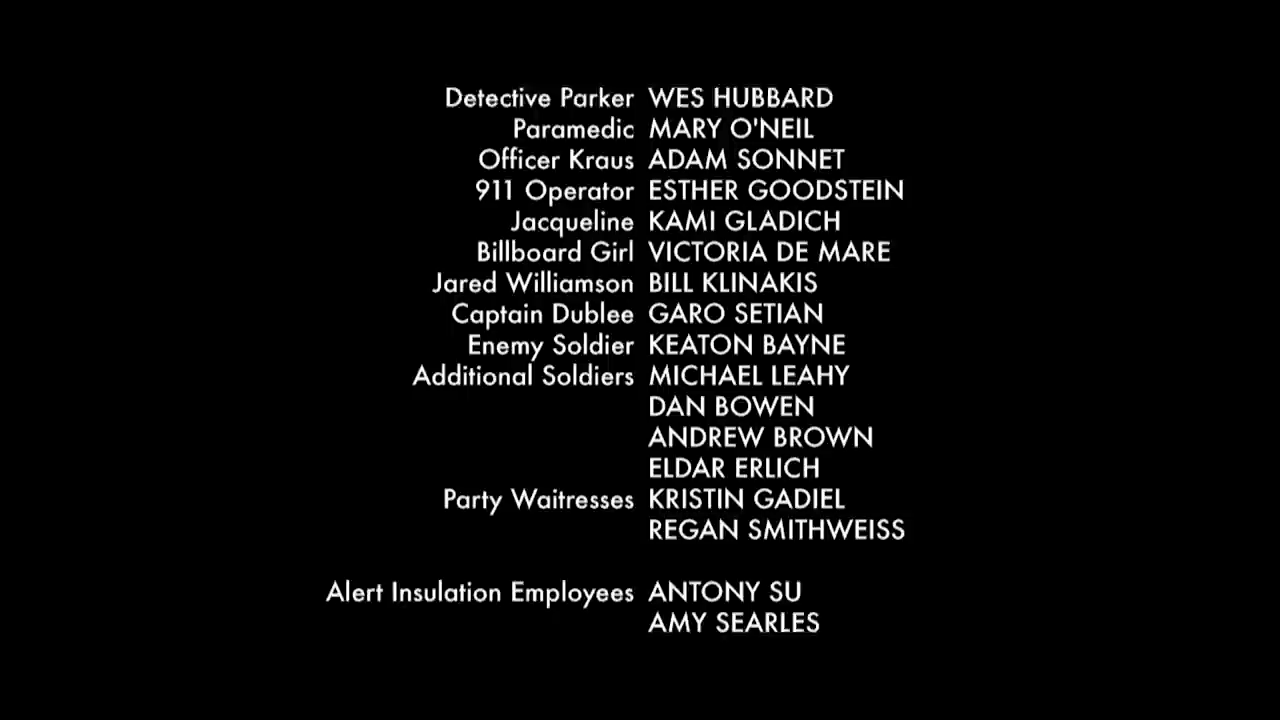 Detective Parker WES HUBBARD
Paramedic MARY O'NEIL
Officer Kraus ADAM SONNET
911 Operator ESTHER GOODSTEIN
Jacqueline KAMI GLADICH
Billboard Girl VICTORIA DE MARE
Jared Williamson BILL KLINAKIS
Captain Dublee GARO SETIAN
Enemy Soldier KEATON BAYNE
Additional Soldiers MICHAEL LEAHY
DAN BOWEN
ANDREW BROWN
ELDAR ERLICH
Party Waitresses KRISTIN GADIEL
REGAN SMITHWEISS
Alert Insulation Employees ANTONY SU
AMY SEARLES